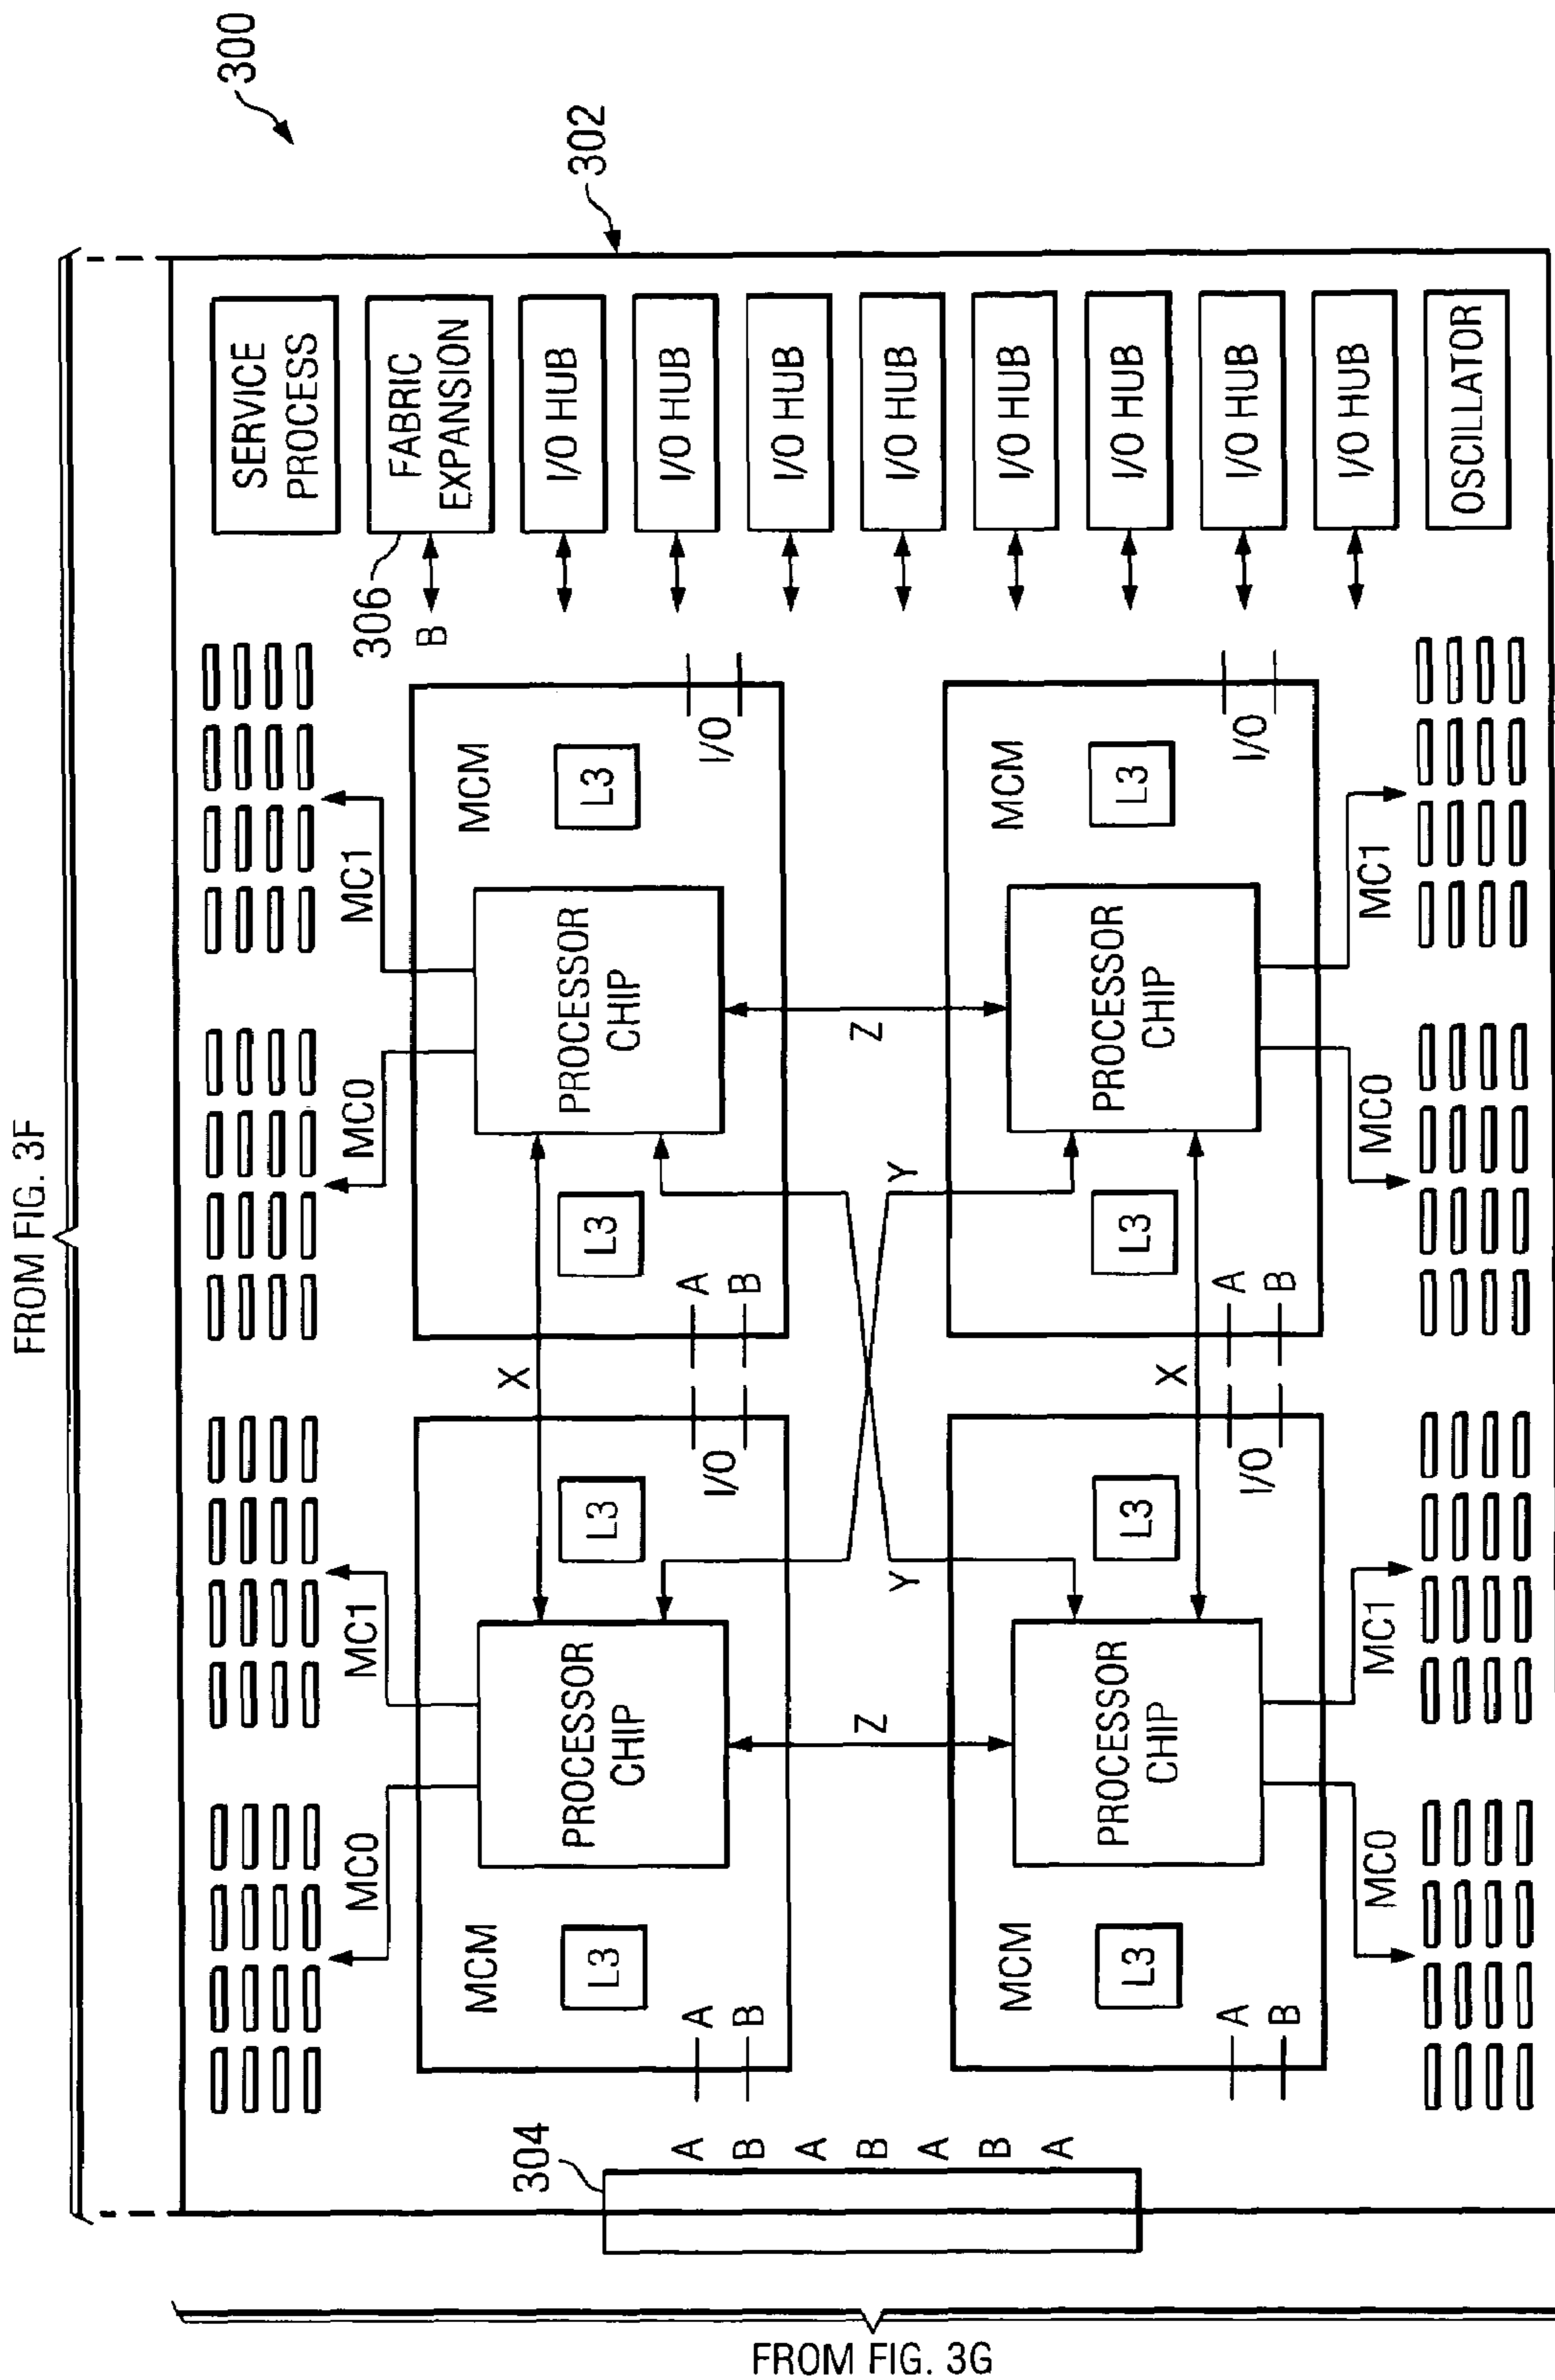 FROM FIG. 3F
300
302
SERVICE
PROCESS
MC0
MC1
MC0
MC1
306
B
FABRIC
EXPANSION
MCM
L3
PROCESSOR
CHIP
L3
A
B
I/O
X
L3
PROCESSOR
CHIP
MCM
L3
A
B
I/O
I/O HUB
I/O HUB
I/O HUB
I/O HUB
I/O HUB
I/O HUB
I/O HUB
I/O HUB
OSCILLATOR
304
A
B
A
B
A
B
A
Z
Y
Y
Z
MCM
L3
PROCESSOR
CHIP
L3
A
B
I/O
X
L3
PROCESSOR
CHIP
MCM
L3
A
B
I/O
MC0
MC1
MC0
MC1
FROM FIG. 3G